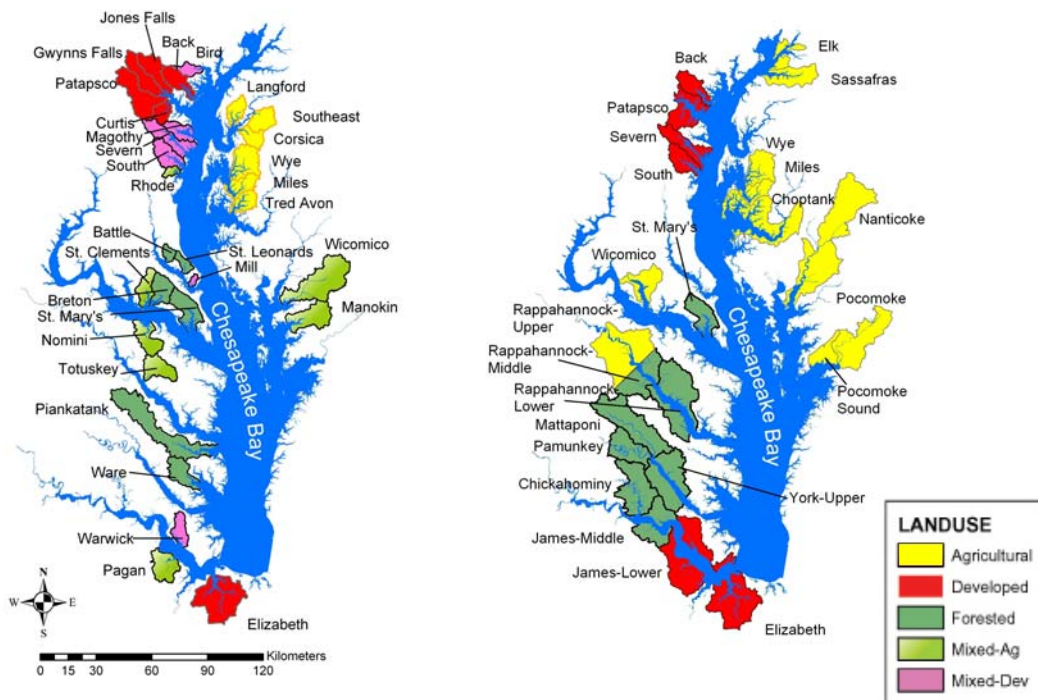 Jones Falls
Gwynns Falls
Back
Bird
Patapsco
Langford
Southeast
Curtis
Corsica
Magothy
Severn
South
Wye
Rhode
Miles
Tred Avon
Battle
St. Clements
St. Leonards
Wicomico
Mill
Breton
St. Mary's
Manokin
Nomini
Totuskey
Chesapeake Bay
Piankatank
Ware
Warwick
Pagan
Elizabeth
N
W
E
S
Kilometers
0 15 30 60 90 120
Elk
Back
Sassafras
Patapsco
Severn
Wye
South
Miles
Choptank
Nanticoke
St. Mary's
Wicomico
Pocomoke
Rappahannock-
Upper
Rappahannock-
Middle
Chesapeake Bay
Rappahannock
Lower
Pocomoke
Sound
Mattaponi
Pamunkey
Chickahominy
York-Upper
James-Middle
James-Lower
Elizabeth
LANDUSE
Agricultural
Developed
Forested
Mixed-Ag
Mixed-Dev